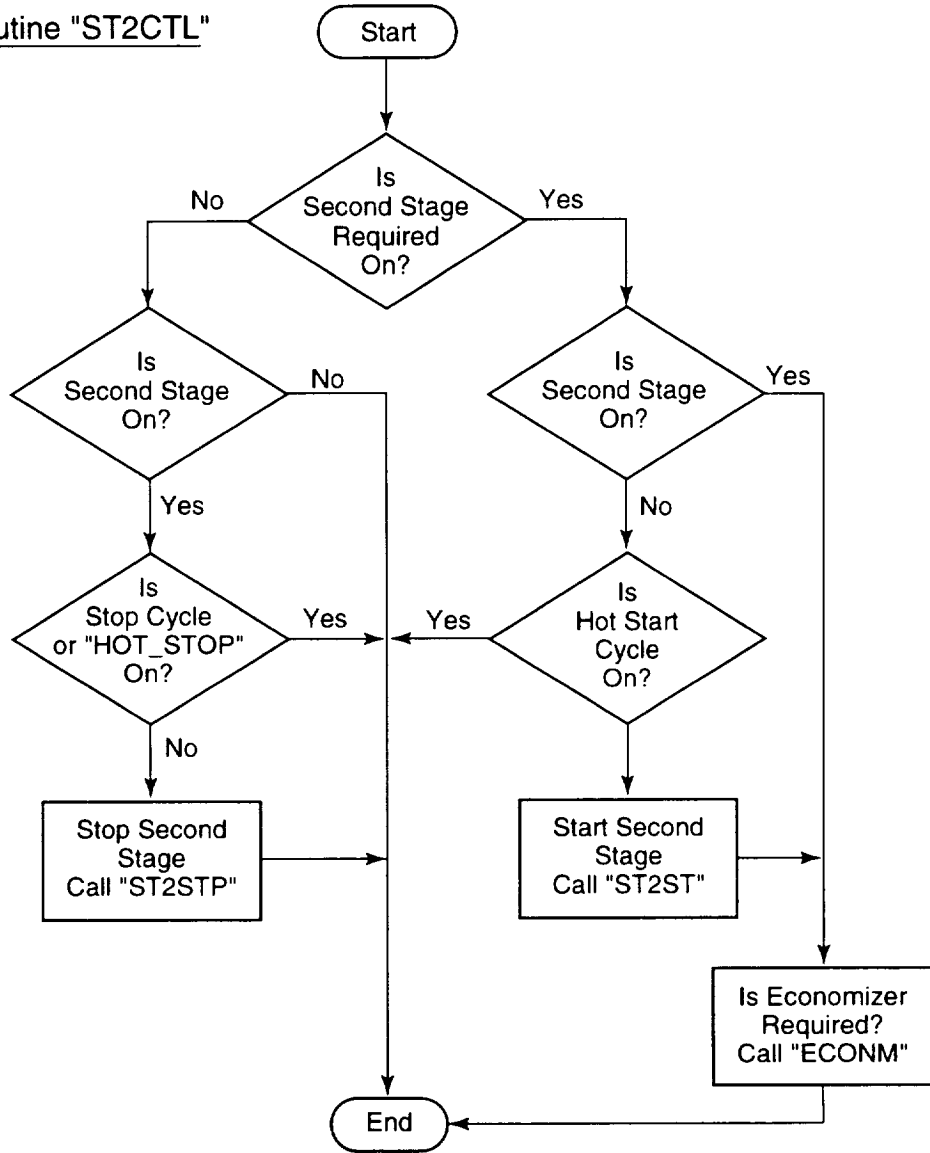 "ST2CTL"
Start
Is
Second Stage
Required
On?
No
Yes
Is
Second Stage
On?
No
Is
Second Stage
On?
Yes
Yes
No
Is
Stop Cycle
or "HOT_STOP"
On?
Yes
Yes
Is
Hot Start
Cycle
On?
No
Stop Second
Stage
Call "ST2STP"
Start Second
Stage
Call "ST2ST"
Is Economizer
Required?
Call "ECONM"
End